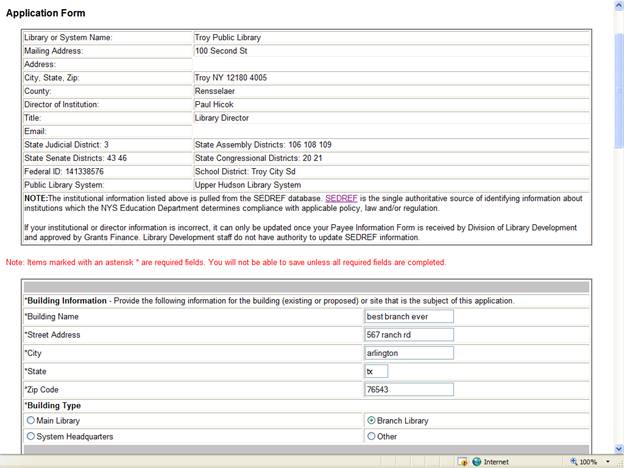 Application Form
Library or System Name: Troy Public Library
Mailing Address: 100 Second St
Address:
City, State, Zip: Troy NY 12180 4005
County: Rensselaer
Director of Institution: Paul Hicok
Title: Library Director
Email:
State Judicial District: 3 State Assembly Districts: 106 108 109
State Senate Districts: 43 46 State Congressional Districts: 20 21
Federal ID: 141338576 School District: Troy City Sd
Public Library System: Upper Hudson Library System
NOTE:The institutional information listed above is pulled from the SEDREF database. SEDREF is the single authoritative source of identifying information about
institutions which the NYS Education Department determines compliance with applicable policy, law and/or regulation.
If your institutional or director information is incorrect, it can only be updated once your Payee Information Form is received by Division of Library Development
and approved by Grants Finance. Library Development staff do not have authority to update SEDREF information.
Note: Items marked with an asterisk * are required fields. You will not be able to save unless all required fields are completed.
*Building Information - Provide the following information for the building (existing or proposed) or site that is the subject of this application.
*Building Name best branch ever
*Street Address 567 ranch rd
*City arlington
*State tx
*Zip Code 76543
*Building Type
Main Library Branch Library
System Headquarters Other
Internet 100%